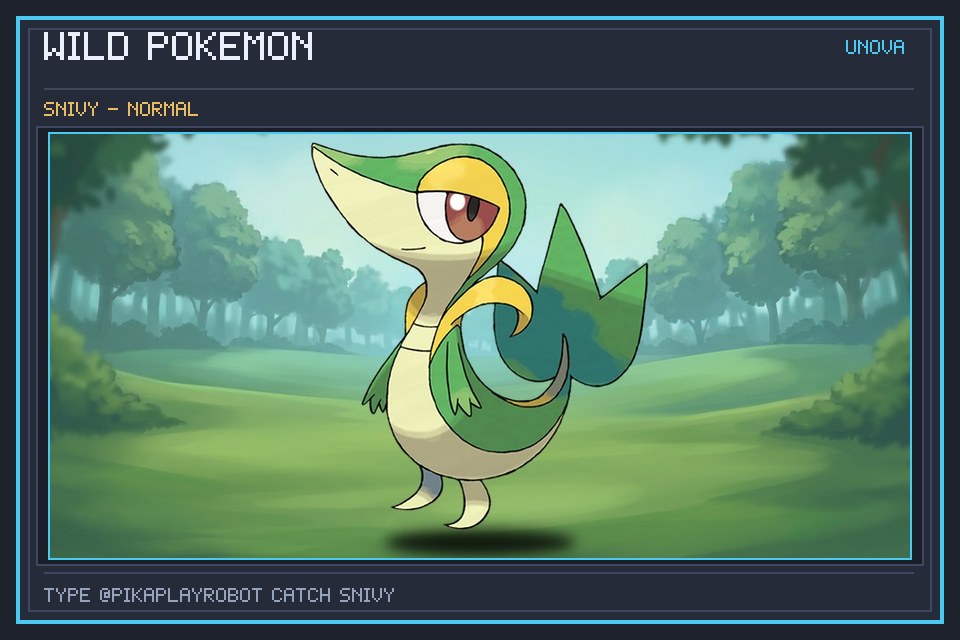 WILD POKEMON
UNOVA
SNIVY - NORMAL
TYPE @PIKAPLAYROBOT CATCH SNIVY